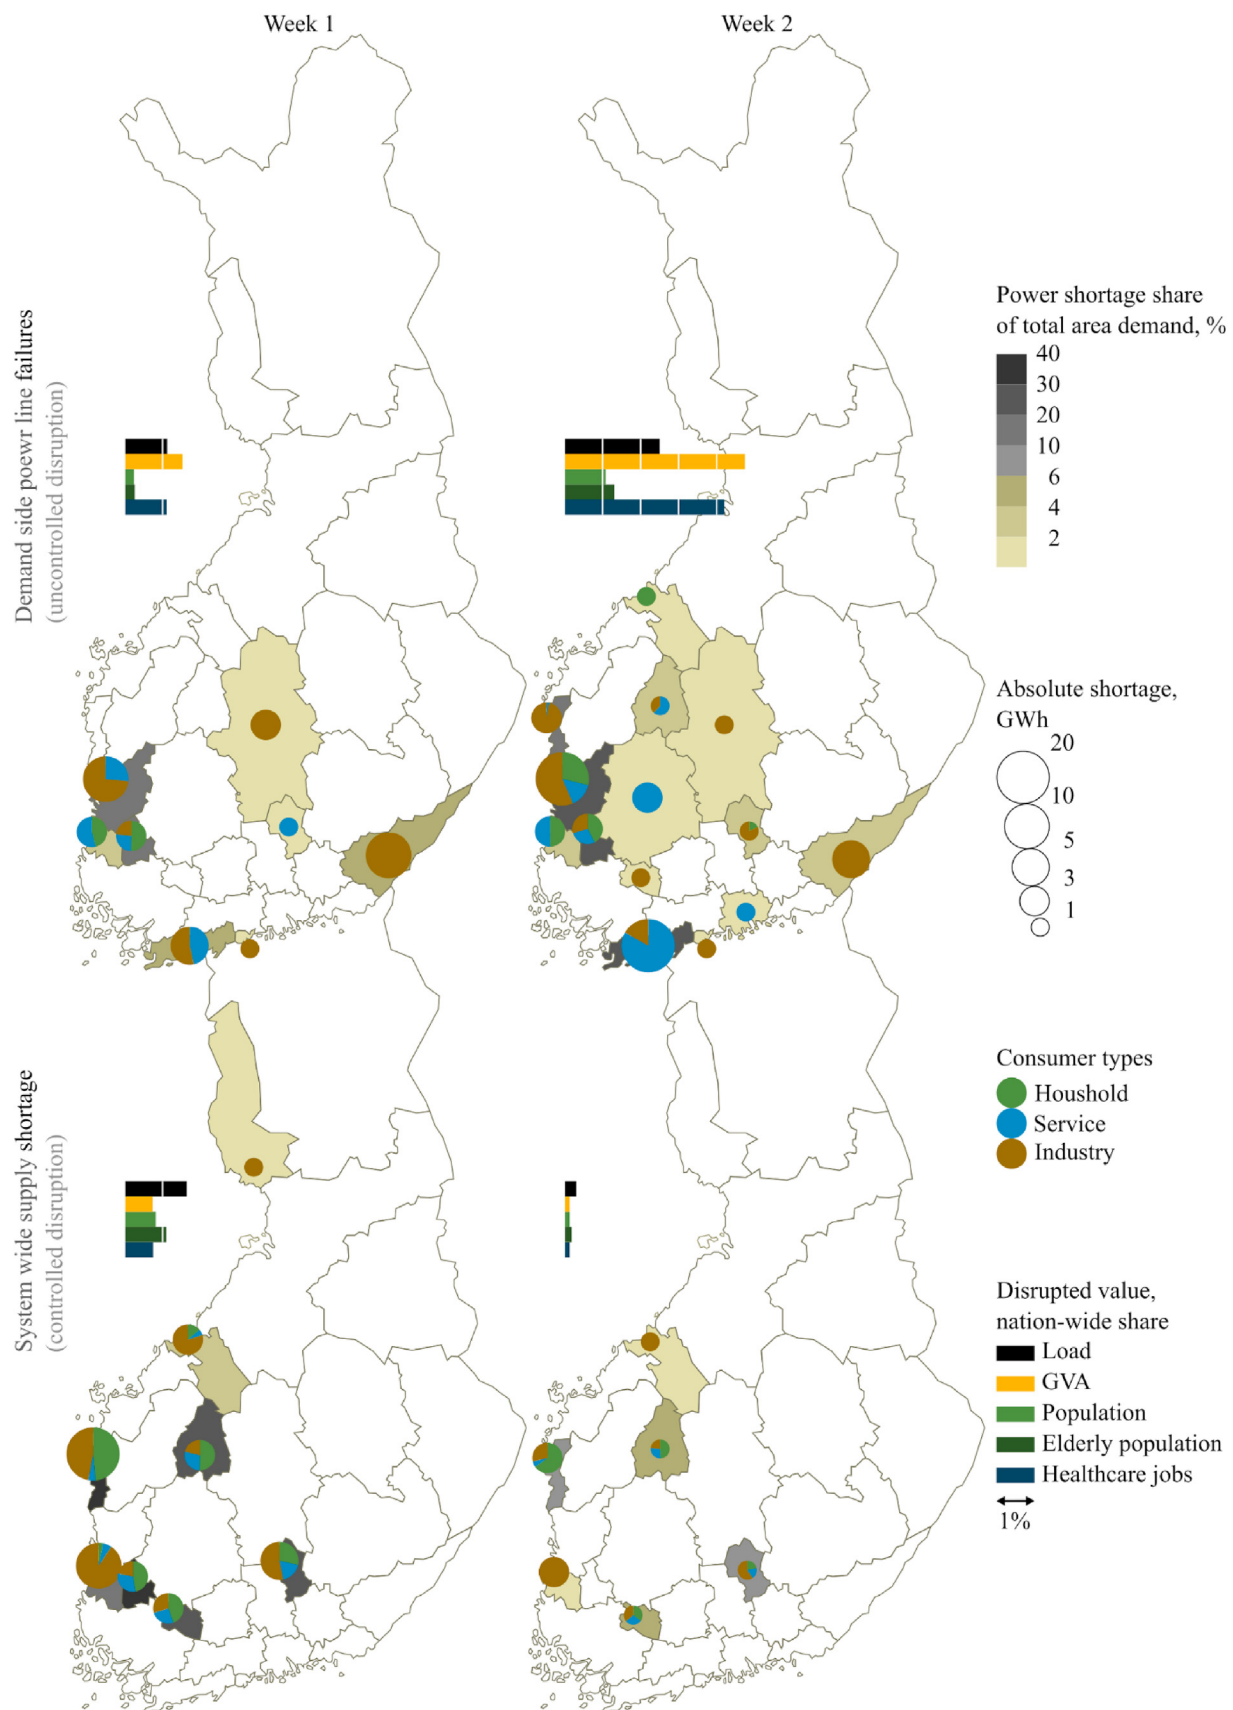 Week 1
Week 2
Demand side poewr line failures
(uncontrolled disruption)
Power shortage share
of total area demand, %
40
30
20
10
6
4
2
Absolute shortage,
GWh
20
10
5
3
1
System wide supply shortage
(controlled disruption)
Consumer types
Houshold
Service
Industry
Disrupted value,
nation-wide share
Load
GVA
Population
Elderly population
Healthcare jobs
1%